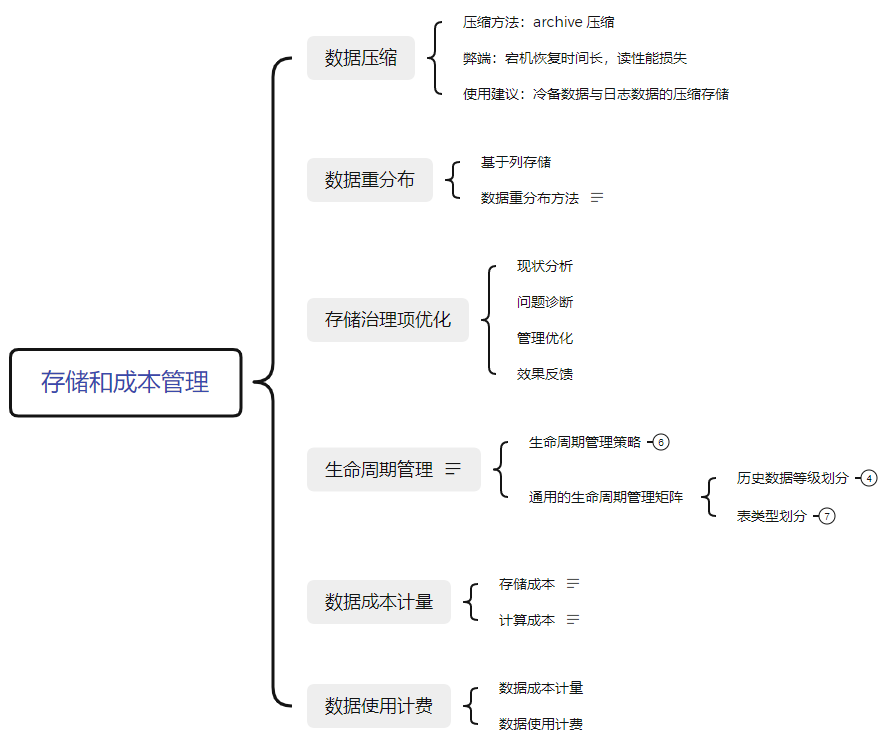 存储和成本管理
数据压缩
压缩方法：archive 压缩
弊端：宕机恢复时间长，读性能损失
使用建议：冷备数据与日志数据的压缩存储
数据重分布
基于列存储
数据重分布方法
存储治理项优化
现状分析
问题诊断
管理优化
效果反馈
生命周期管理
生命周期管理策略 6
通用的生命周期管理矩阵
历史数据等级划分 4
表类型划分 7
数据成本计量
存储成本
计算成本
数据使用计费
数据成本计量
数据使用计费